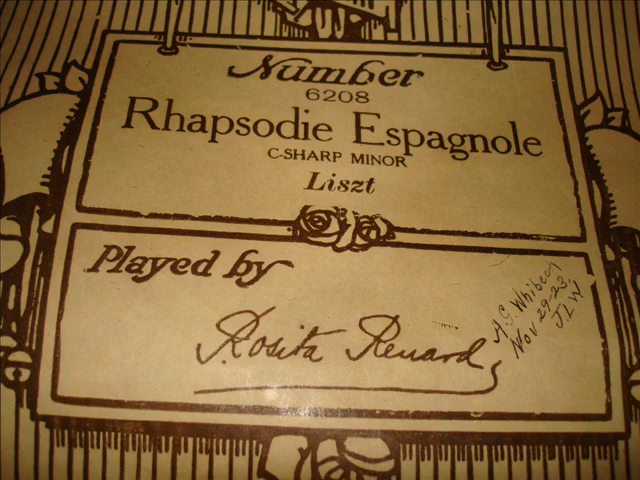 Number
6208
Rhapsodie Espagnole
C-SHARP MINOR
Liszt
Played by
Rosita Renard
A.G. Whibeck
Nov 29-23.
J.L.W